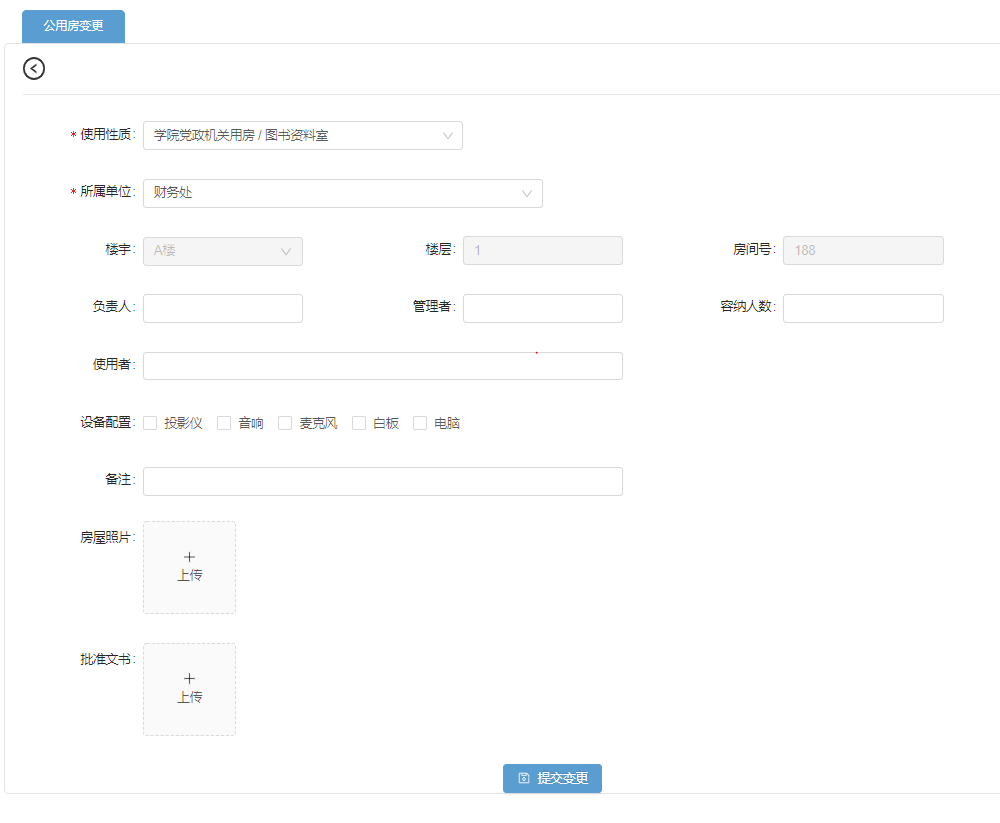 公用房变更
* 使用性质: 学院党政机关用房 / 图书资料室
* 所属单位: 财务处
楼宇: A楼 楼层: 1 房间号: 188
负责人: 管理者: 容纳人数:
使用者:
设备配置: 投影仪 音响 麦克风 白板 电脑
备注:
房屋照片:
+
上传
批准文书:
+
上传
提交变更